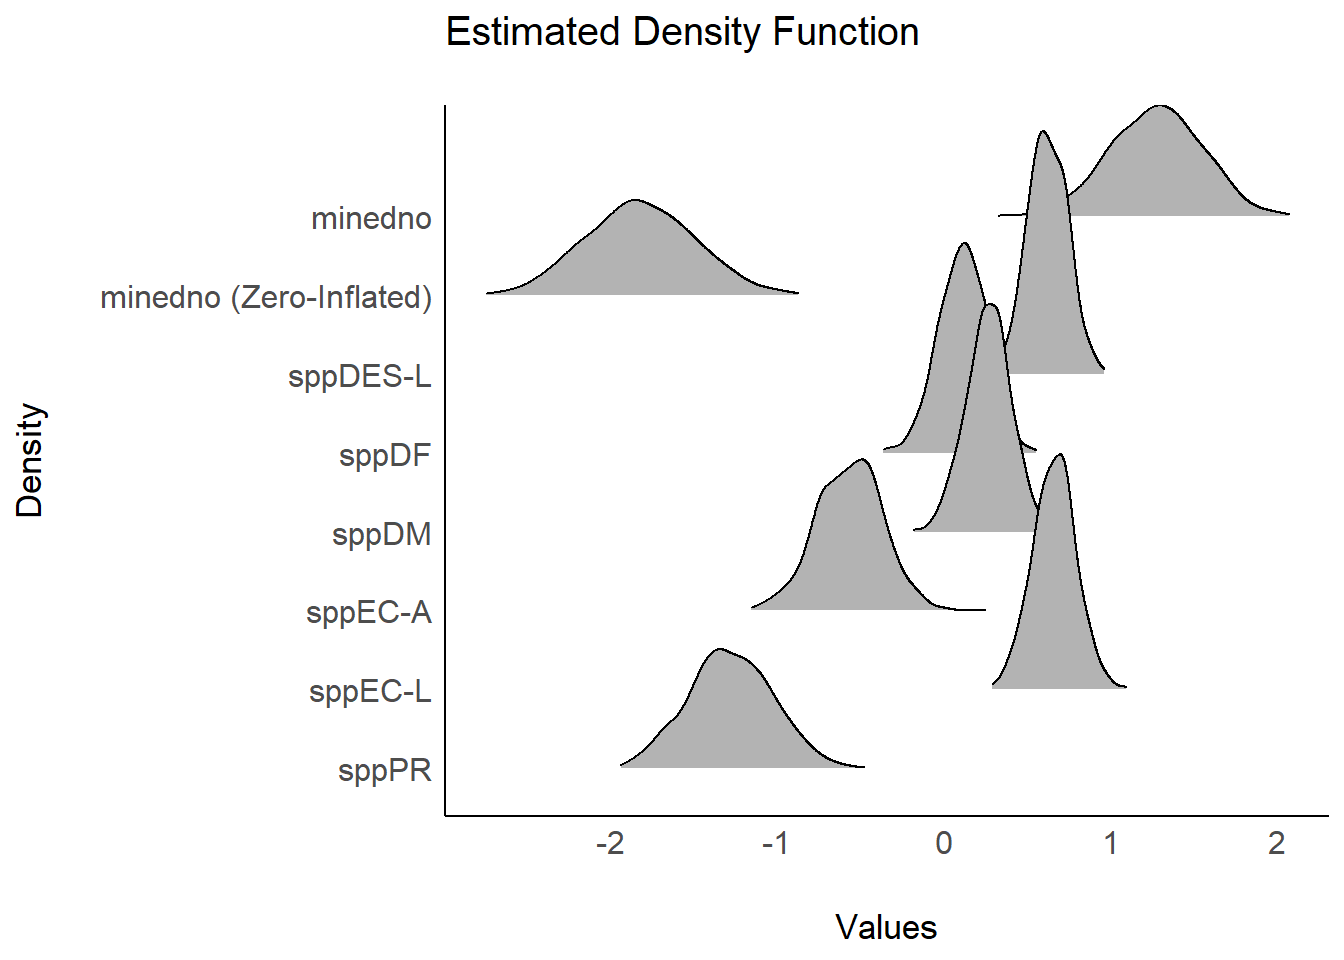 Estimated Density Function
minedno
minedno (Zero-Inflated)
sppDES-L
sppDF
sppDM
sppEC-A
sppEC-L
sppPR
Density
-2 -1 0 1 2
Values